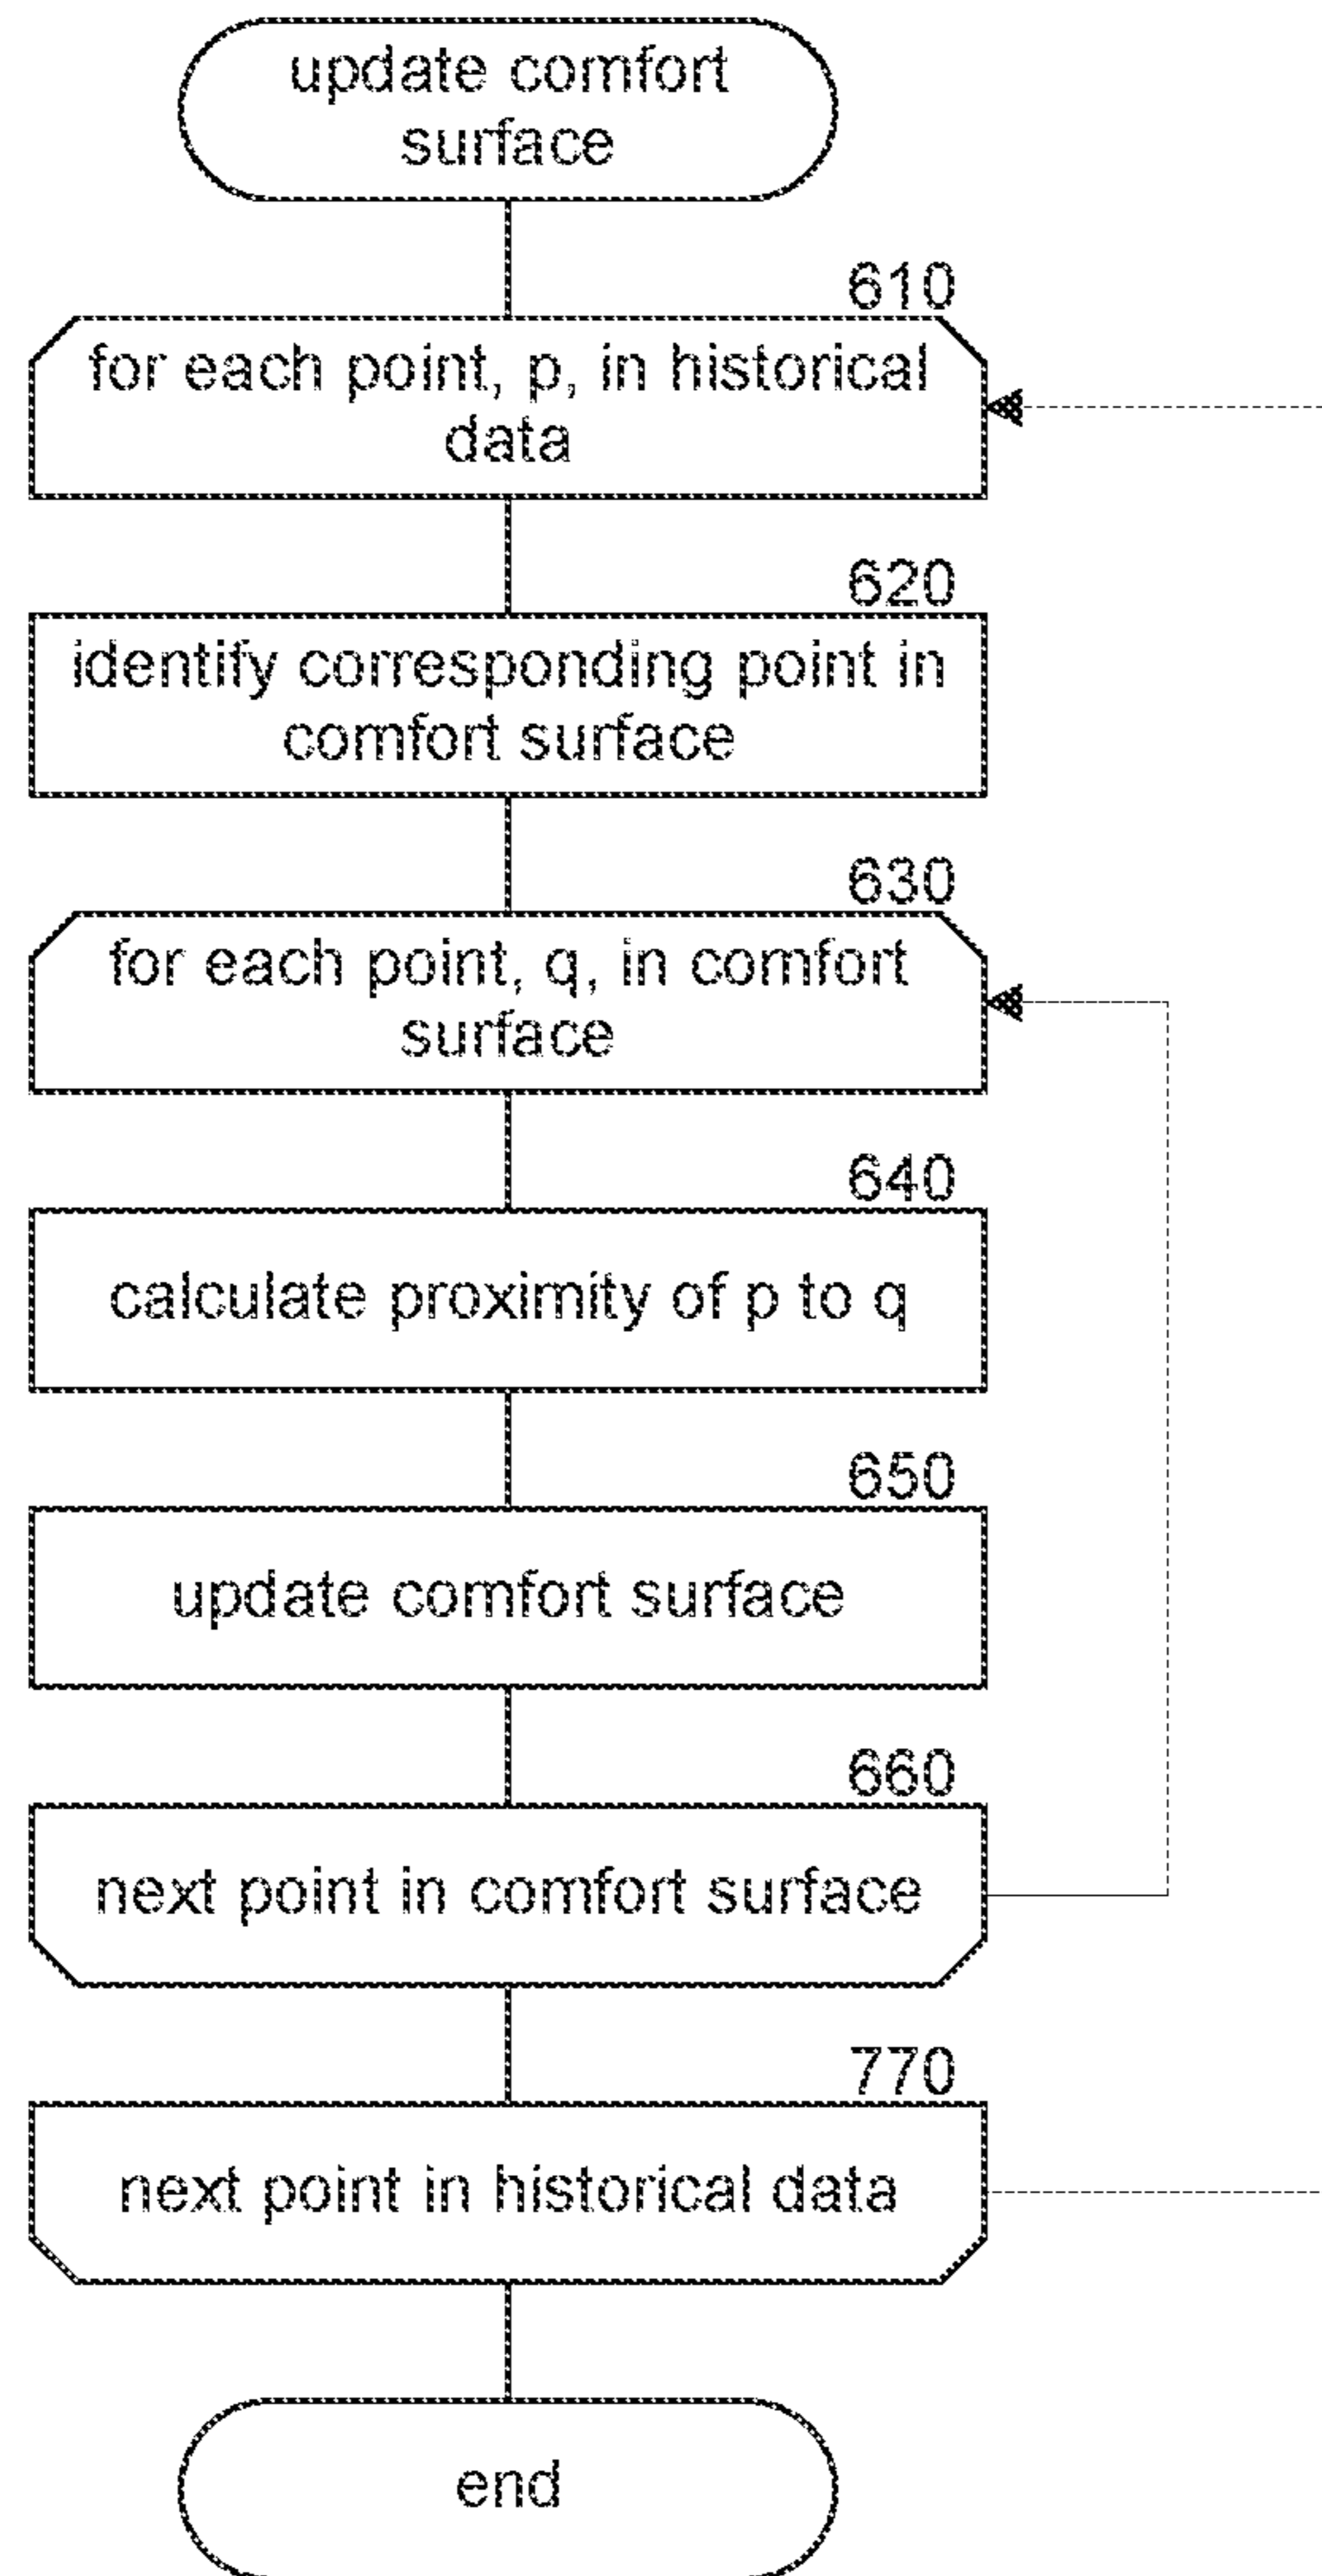 update comfort
surface
610
for each point, p, in historical
data
620
identify corresponding point in
comfort surface
630
for each point, q, in comfort
surface
640
calculate proximity of p to q
650
update comfort surface
660
next point in comfort surface
770
next point in historical data
end